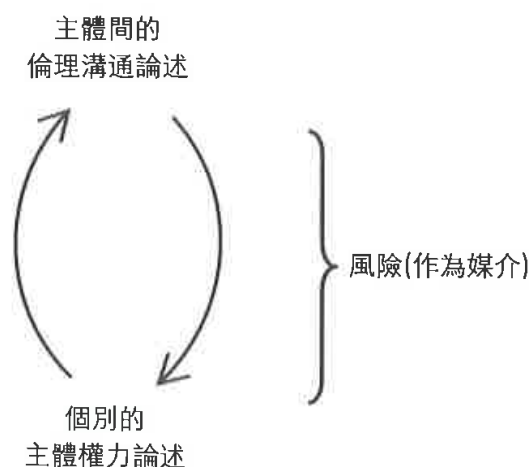 主體間的
倫理溝通論述
風險(作為媒介)
個別的
主體權力論述